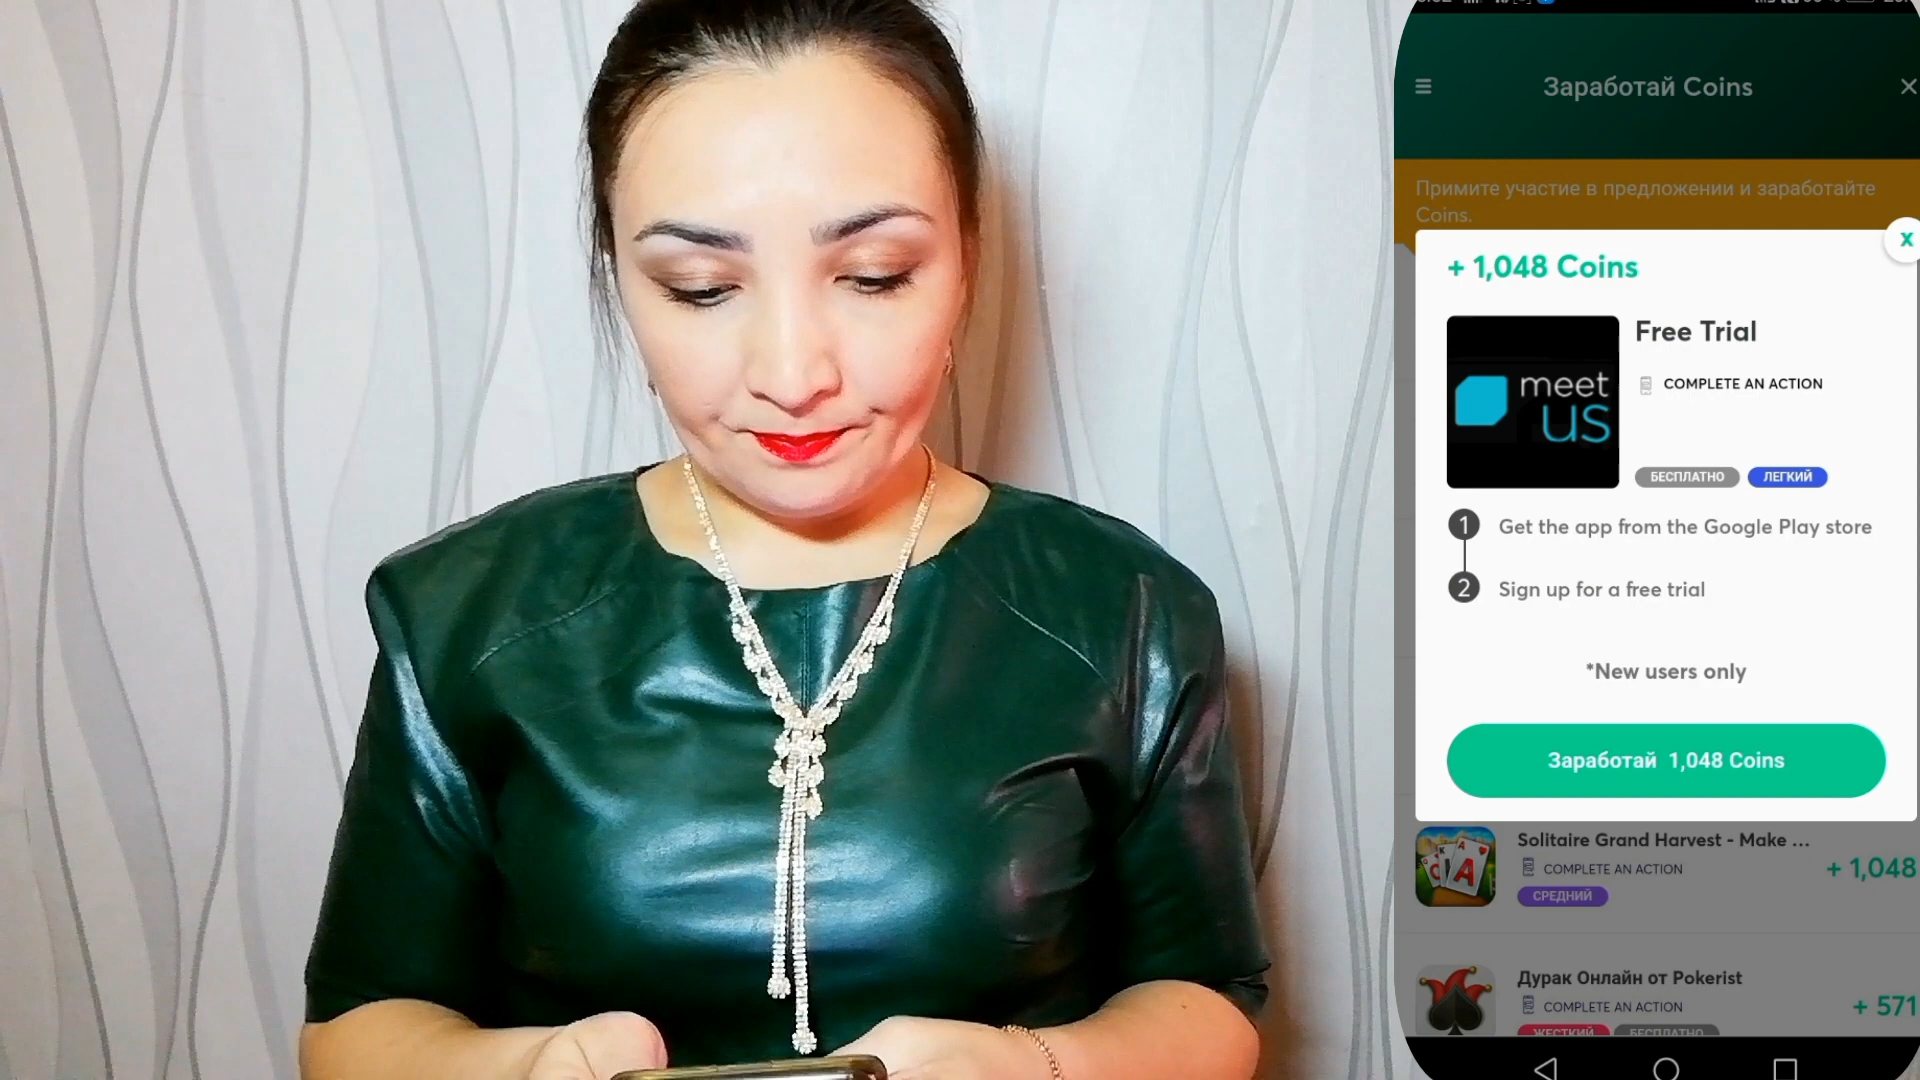 Заработай Coins
Примите участие в предложении и заработайте
Coins.
X
+ 1,048 Coins
meet
us
Free Trial
COMPLETE AN ACTION
БЕСПЛАТНО ЛЕГКИЙ
1 Get the app from the Google Play store
2 Sign up for a free trial
*New users only
Заработай 1,048 Coins
Solitaire Grand Harvest - Make ...
COMPLETE AN ACTION
+ 1,048
СРЕДНИЙ
Дурак Онлайн от Pokerist
COMPLETE AN ACTION
+ 571
ЖЕСТКИЙ БЕСПЛАТНО